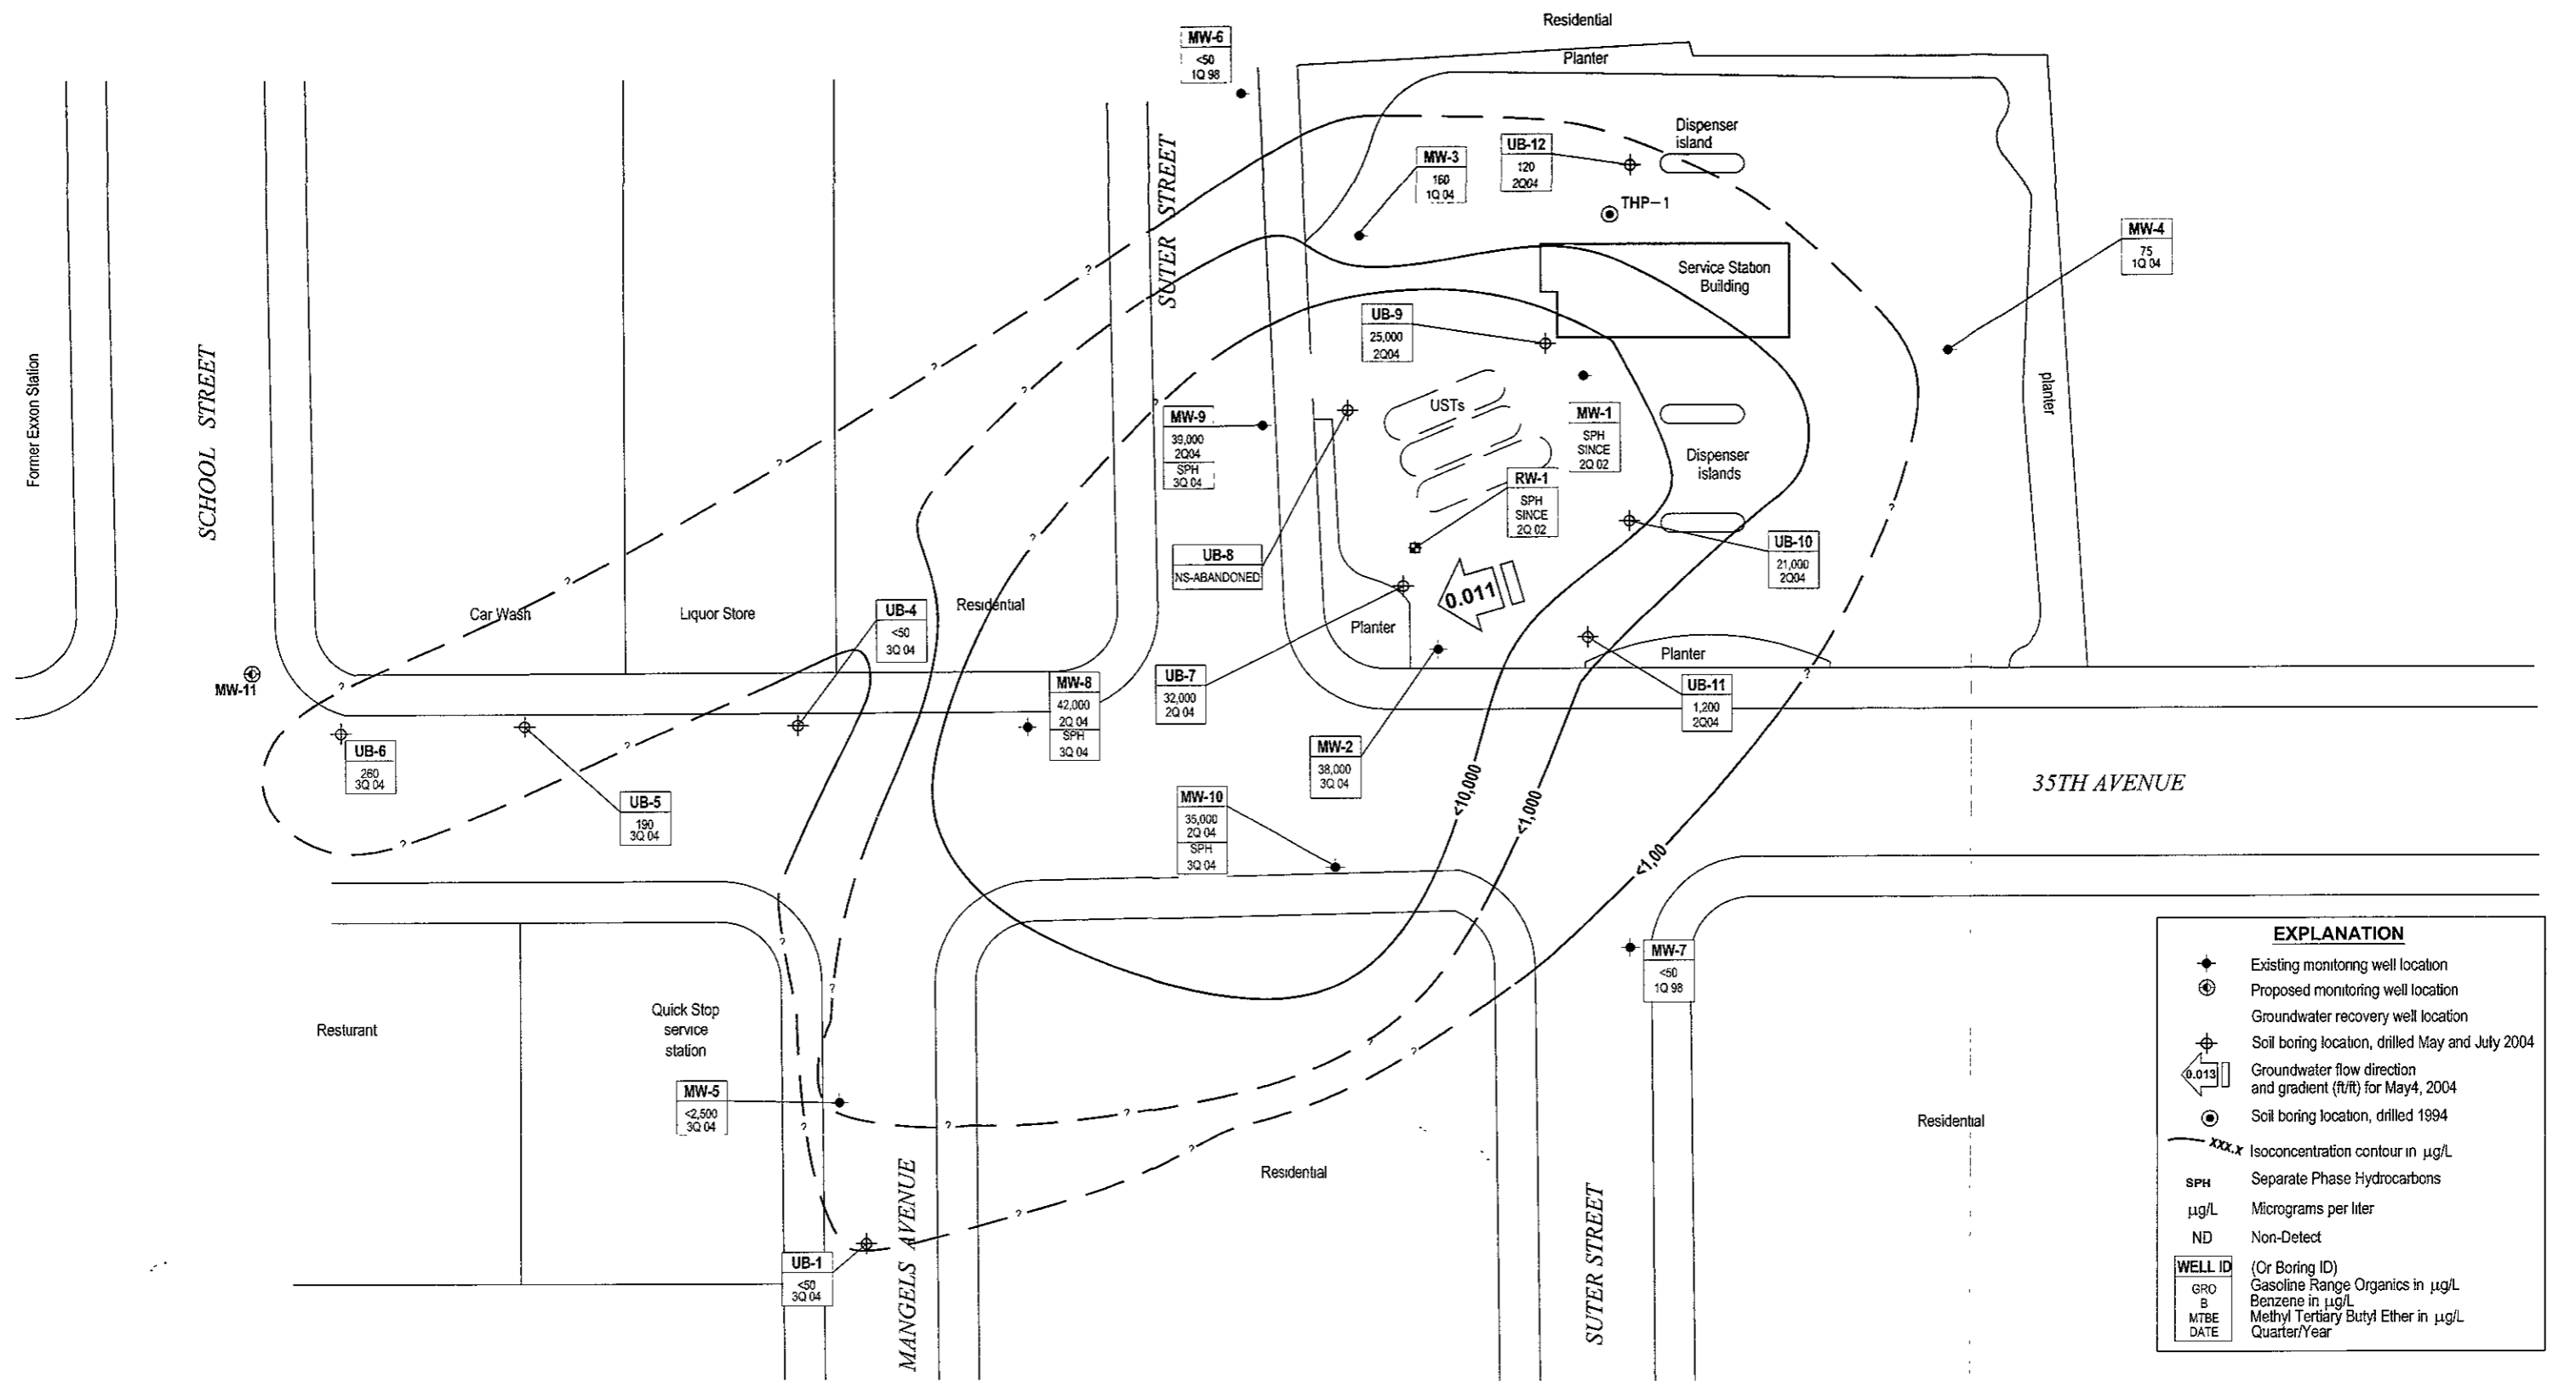 Residential
Planter
MW-6
<50
1Q 98
Dispenser
island
UB-12
120
2Q04
MW-3
160
1Q 04
THP-1
SUTER STREET
MW-4
75
1Q 04
Service Station
Building
UB-9
25,000
2Q04
Former Exxon Station
SCHOOL STREET
planter
USTs
MW-9
39,000
2Q04
SPH
3Q 04
MW-1
SPH
SINCE
2Q 02
Dispenser
islands
RW-1
SPH
SINCE
2Q 02
UB-8
NS-ABANDONED
UB-10
21,000
2Q04
0.011
Car Wash
Liquor Store
UB-4
<50
3Q 04
Residential
Planter
Planter
MW-11
MW-8
42,000
2Q 04
SPH
3Q 04
UB-7
32,000
2Q 04
UB-11
1,200
2Q04
UB-6
260
3Q 04
UB-5
190
3Q 04
MW-2
38,000
3Q 04
MW-10
35,000
2Q 04
SPH
3Q 04
<10,000
<1,000
<1,00
35TH AVENUE
MW-7
<50
1Q 98
Resturant
Quick Stop
service
station
MW-5
<2,500
3Q 04
Residential
Residential
UB-1
<50
3Q 04
MANGELS AVENUE
SUTER STREET
EXPLANATION
Existing monitoring well location
Proposed monitoring well location
Groundwater recovery well location
Soil boring location, drilled May and July 2004
0.013 Groundwater flow direction
and gradient (ft/ft) for May4, 2004
Soil boring location, drilled 1994
XXX.X Isoconcentration contour in µg/L
SPH Separate Phase Hydrocarbons
µg/L Micrograms per liter
ND Non-Detect
WELL ID (Or Boring ID)
GRO Gasoline Range Organics in µg/L
B Benzene in µg/L
MTBE Methyl Tertiary Butyl Ether in µg/L
DATE Quarter/Year